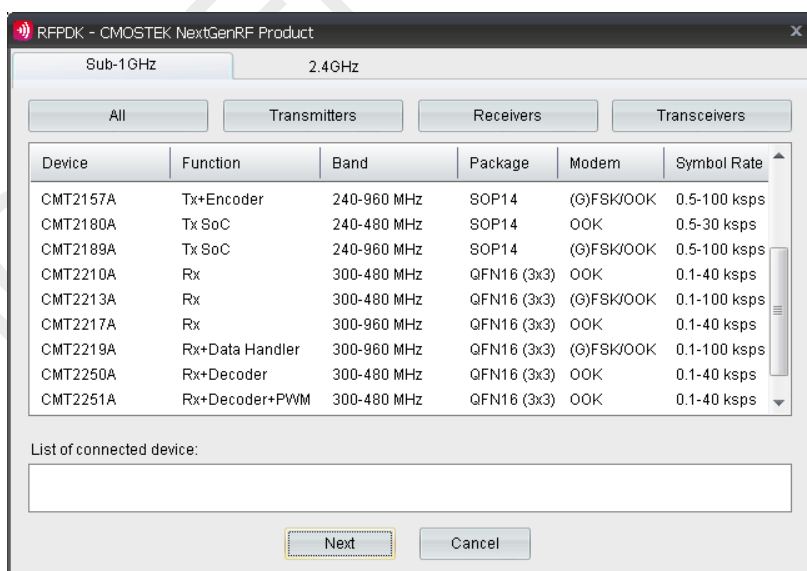 RFPDK - CMOSTEK NextGenRF Product x
Sub-1GHz 2.4GHz
All Transmitters Receivers Transceivers
Device Function Band Package Modem Symbol Rate
CMT2157A Tx+Encoder 240-960 MHz SOP14 (G)FSK/OOK 0.5-100 ksps
CMT2180A Tx SoC 240-480 MHz SOP14 OOK 0.5-30 ksps
CMT2189A Tx SoC 240-960 MHz SOP14 (G)FSK/OOK 0.5-100 ksps
CMT2210A Rx 300-480 MHz QFN16 (3x3) OOK 0.1-40 ksps
CMT2213A Rx 300-480 MHz QFN16 (3x3) (G)FSK/OOK 0.1-100 ksps
CMT2217A Rx 300-960 MHz QFN16 (3x3) OOK 0.1-40 ksps
CMT2219A Rx+Data Handler 300-960 MHz QFN16 (3x3) (G)FSK/OOK 0.1-100 ksps
CMT2250A Rx+Decoder 300-480 MHz QFN16 (3x3) OOK 0.1-40 ksps
CMT2251A Rx+Decoder+PWM 300-480 MHz QFN16 (3x3) OOK 0.1-40 ksps
List of connected device:
Next Cancel